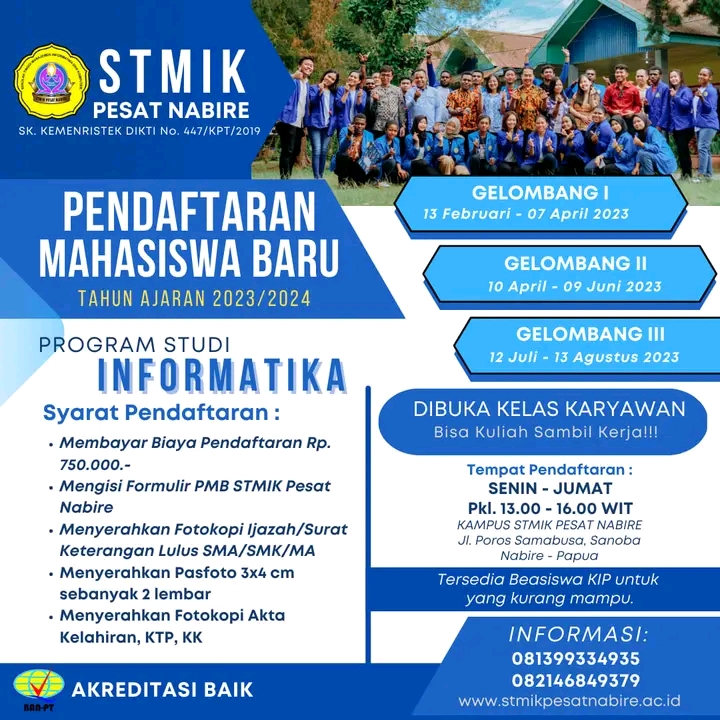 STMIK
PESAT NABIRE
SK. KEMENRISTEK DIKTI No. 447/KPT/2019
PENDAFTARAN
MAHASISWA BARU
TAHUN AJARAN 2023/2024
GELOMBANG I
13 Februari - 07 April 2023
GELOMBANG II
10 April - 09 Juni 2023
GELOMBANG III
12 Juli - 13 Agustus 2023
PROGRAM STUDI
INFORMATIKA
Syarat Pendaftaran :
• Membayar Biaya Pendaftaran Rp.
750.000.-
• Mengisi Formulir PMB STMIK Pesat
Nabire
• Menyerahkan Fotokopi Ijazah/Surat
Keterangan Lulus SMA/SMK/MA
• Menyerahkan Pasfoto 3x4 cm
sebanyak 2 lembar
• Menyerahkan Fotokopi Akta
Kelahiran, KTP, KK
DIBUKA KELAS KARYAWAN
Bisa Kuliah Sambil Kerja!!!
Tempat Pendaftaran :
SENIN - JUMAT
Pkl. 13.00 - 16.00 WIT
KAMPUS STMIK PESAT NABIRE
Jl. Poros Samabusa, Sanoba
Nabire - Papua
Tersedia Beasiswa KIP untuk
yang kurang mampu.
INFORMASI:
081399334935
082146849379
www.stmikpesatnabire.ac.id
BAN-PT
AKREDITASI BAIK